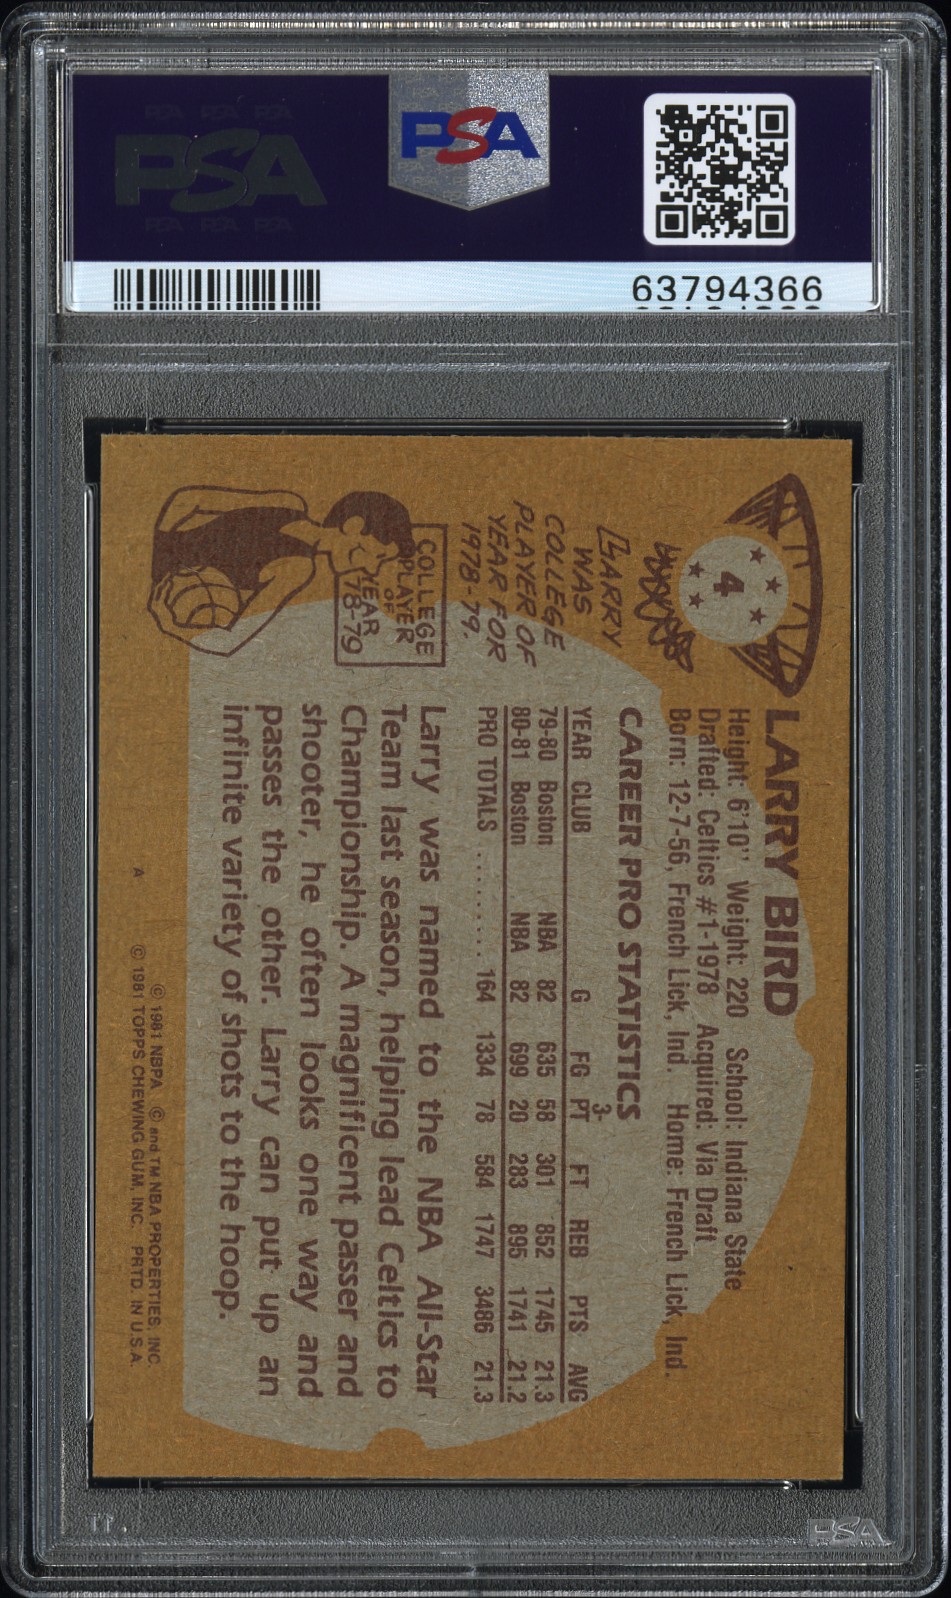 PSA
PSA
63794366
4
LARRY BIRD
Height: 6'10" Weight: 220 School: Indiana State
Drafted: Celtics #1-1978 Acquired: Via Draft
Born: 12-7-56, French Lick, Ind. Home: French Lick, Ind.
CAREER PRO STATISTICS
YEAR CLUB G FG 3-PT FT REB PTS AVG
79-80 Boston NBA 82 635 58 301 852 1745 21.3
80-81 Boston NBA 82 699 20 283 895 1741 21.2
PRO TOTALS ......... 164 1334 78 584 1747 3486 21.3
Larry was named to the NBA All-Star
Team last season, helping lead Celtics to
Championship. A magnificent passer and
shooter, he often looks one way and
passes the other. Larry can put up an
infinite variety of shots to the hoop.
LARRY
WAS
COLLEGE
PLAYER OF
YEAR FOR
1978-79.
COLLEGE
PLAYER
OF
YEAR
'78-79
© 1981 NBPA © and TM NBA PROPERTIES, INC.
A © 1981 TOPPS CHEWING GUM, INC. PRTD. IN U.S.A.
PSA